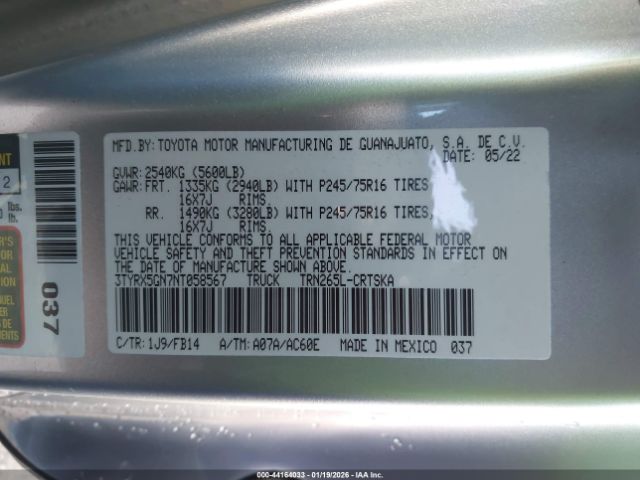 MFD.BY: TOYOTA MOTOR MANUFACTURING DE GUANAJUATO, S.A. DE C.V.
DATE: 05/22
GVWR: 2540KG (5600LB)
GAWR: FRT. 1335KG (2940LB) WITH P245/75R16 TIRES
16X7J RIMS.
RR. 1490KG (3280LB) WITH P245/75R16 TIRES,
16X7J RIMS.
THIS VEHICLE CONFORMS TO ALL APPLICABLE FEDERAL MOTOR
VEHICLE SAFETY AND THEFT PREVENTION STANDARDS IN EFFECT ON
THE DATE OF MANUFACTURE SHOWN ABOVE.
3TYRX5GN7NT058567 TRUCK TRN265L-CRTSKA
C/TR: 1J9/FB14 A/TM: A07A/AC60E MADE IN MEXICO 037
037
2
lbs.
lb.
000-44164033 - 01/19/2026 - IAA Inc.